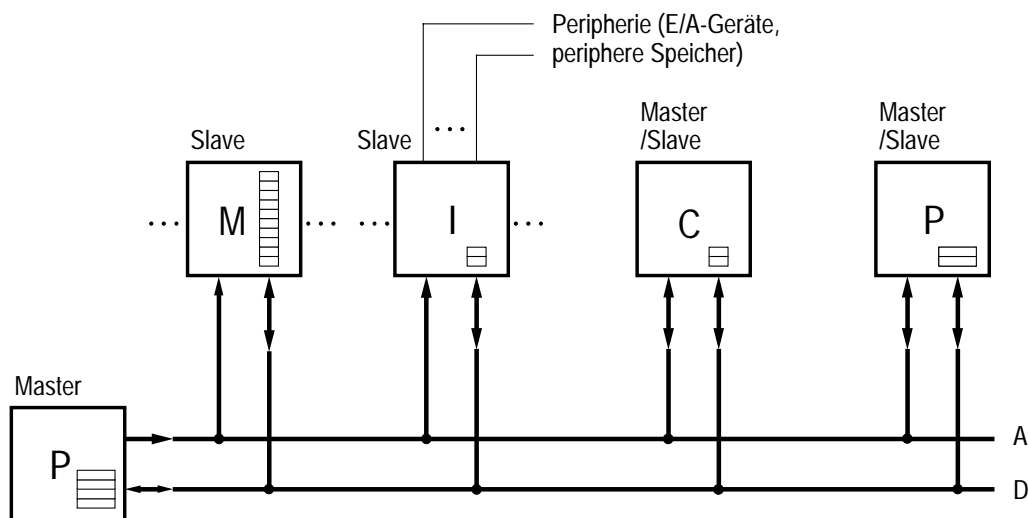 Peripherie (E/A-Geräte,
periphere Speicher)
Slave
Slave
Master
/Slave
Master
/Slave
M
I
C
P
Master
P
A
D